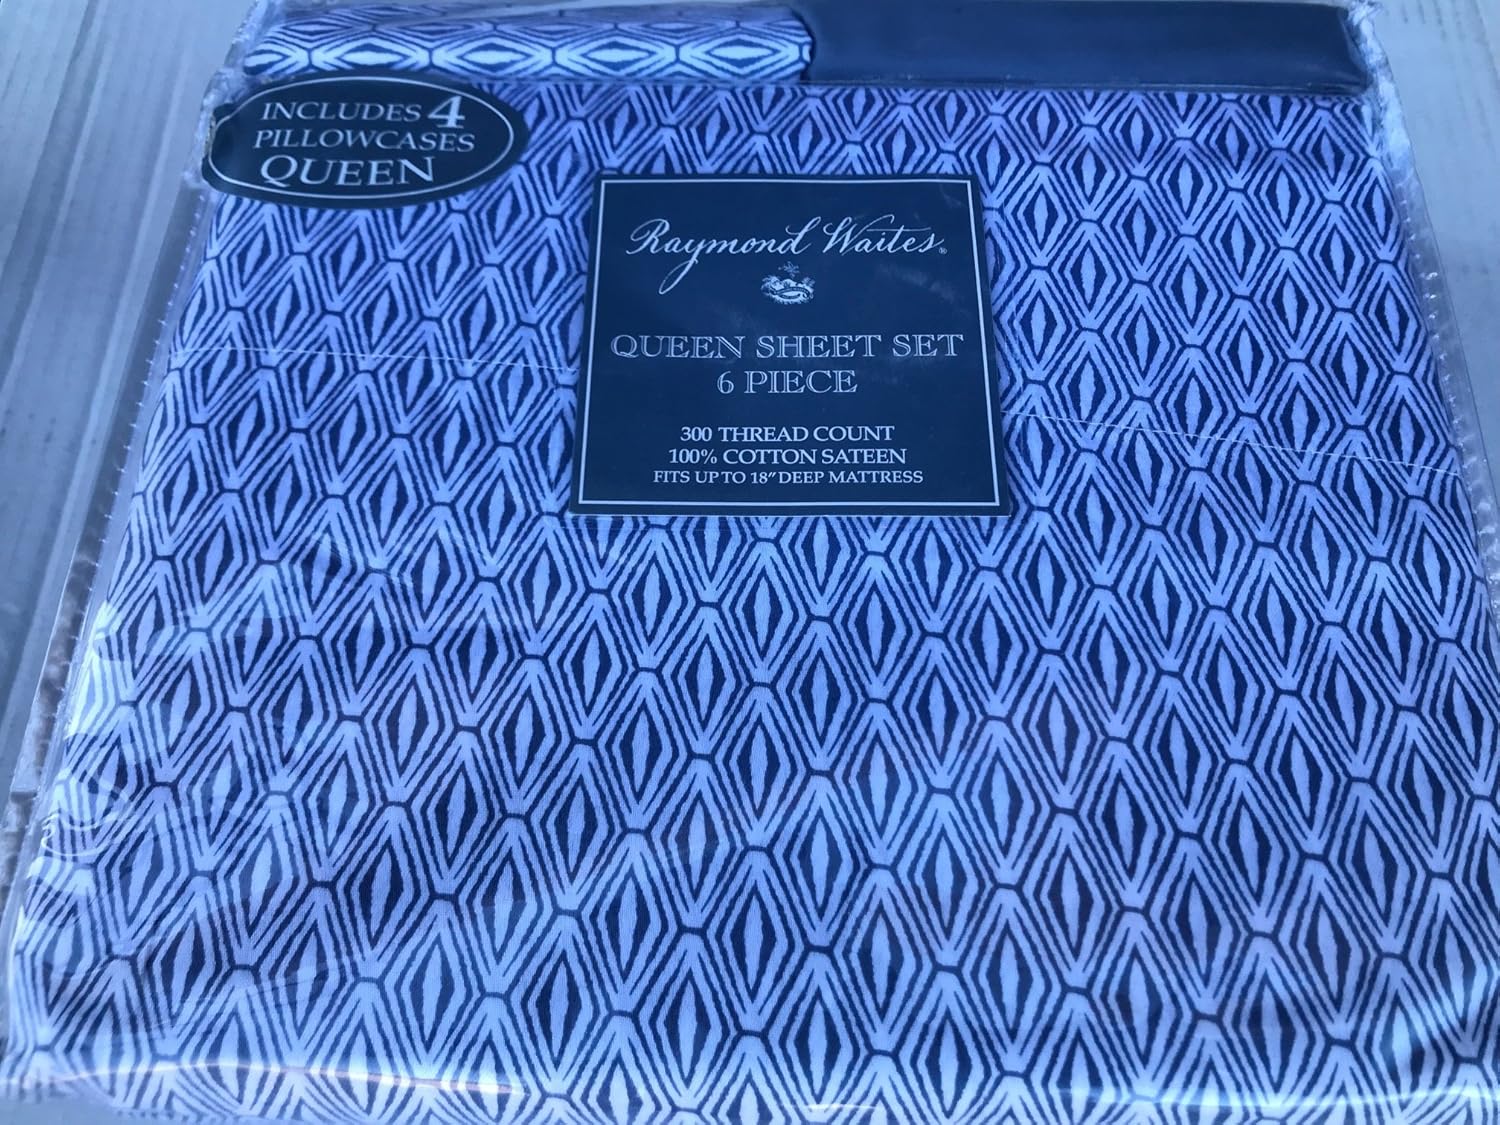 INCLUDES 4
PILLOWCASES
QUEEN
Raymond Waites®
QUEEN SHEET SET
6 PIECE
300 THREAD COUNT
100% COTTON SATEEN
FITS UP TO 18" DEEP MATTRESS